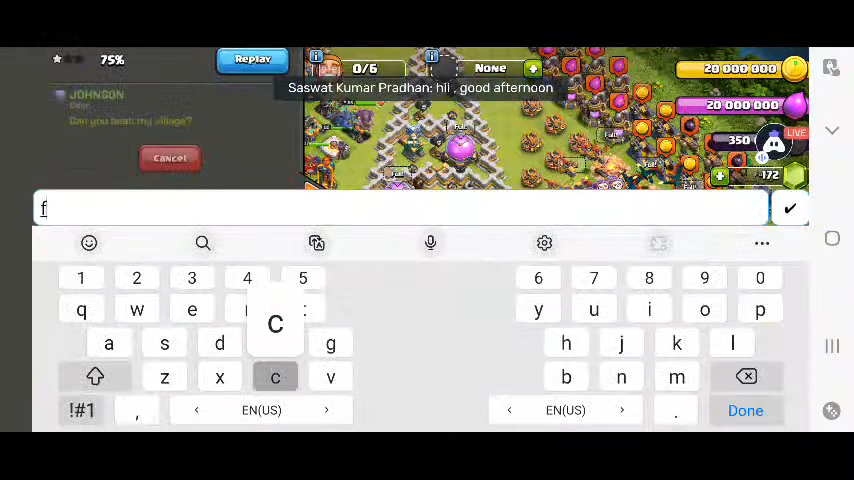 75%
Replay
0/6
None
20 000 000
Saswat Kumar Pradhan: hii , good afternoon
JOHNSON
Elder
Can you beat my village?
20 000 000
Full!
350
LIVE
Cancel
172
f
1 2 3 4 5 6 7 8 9 0
q w e t y u i o p
a s d c g h j k l
z x c v b n m
!#1 , < EN(US) > < EN(US) > . Done